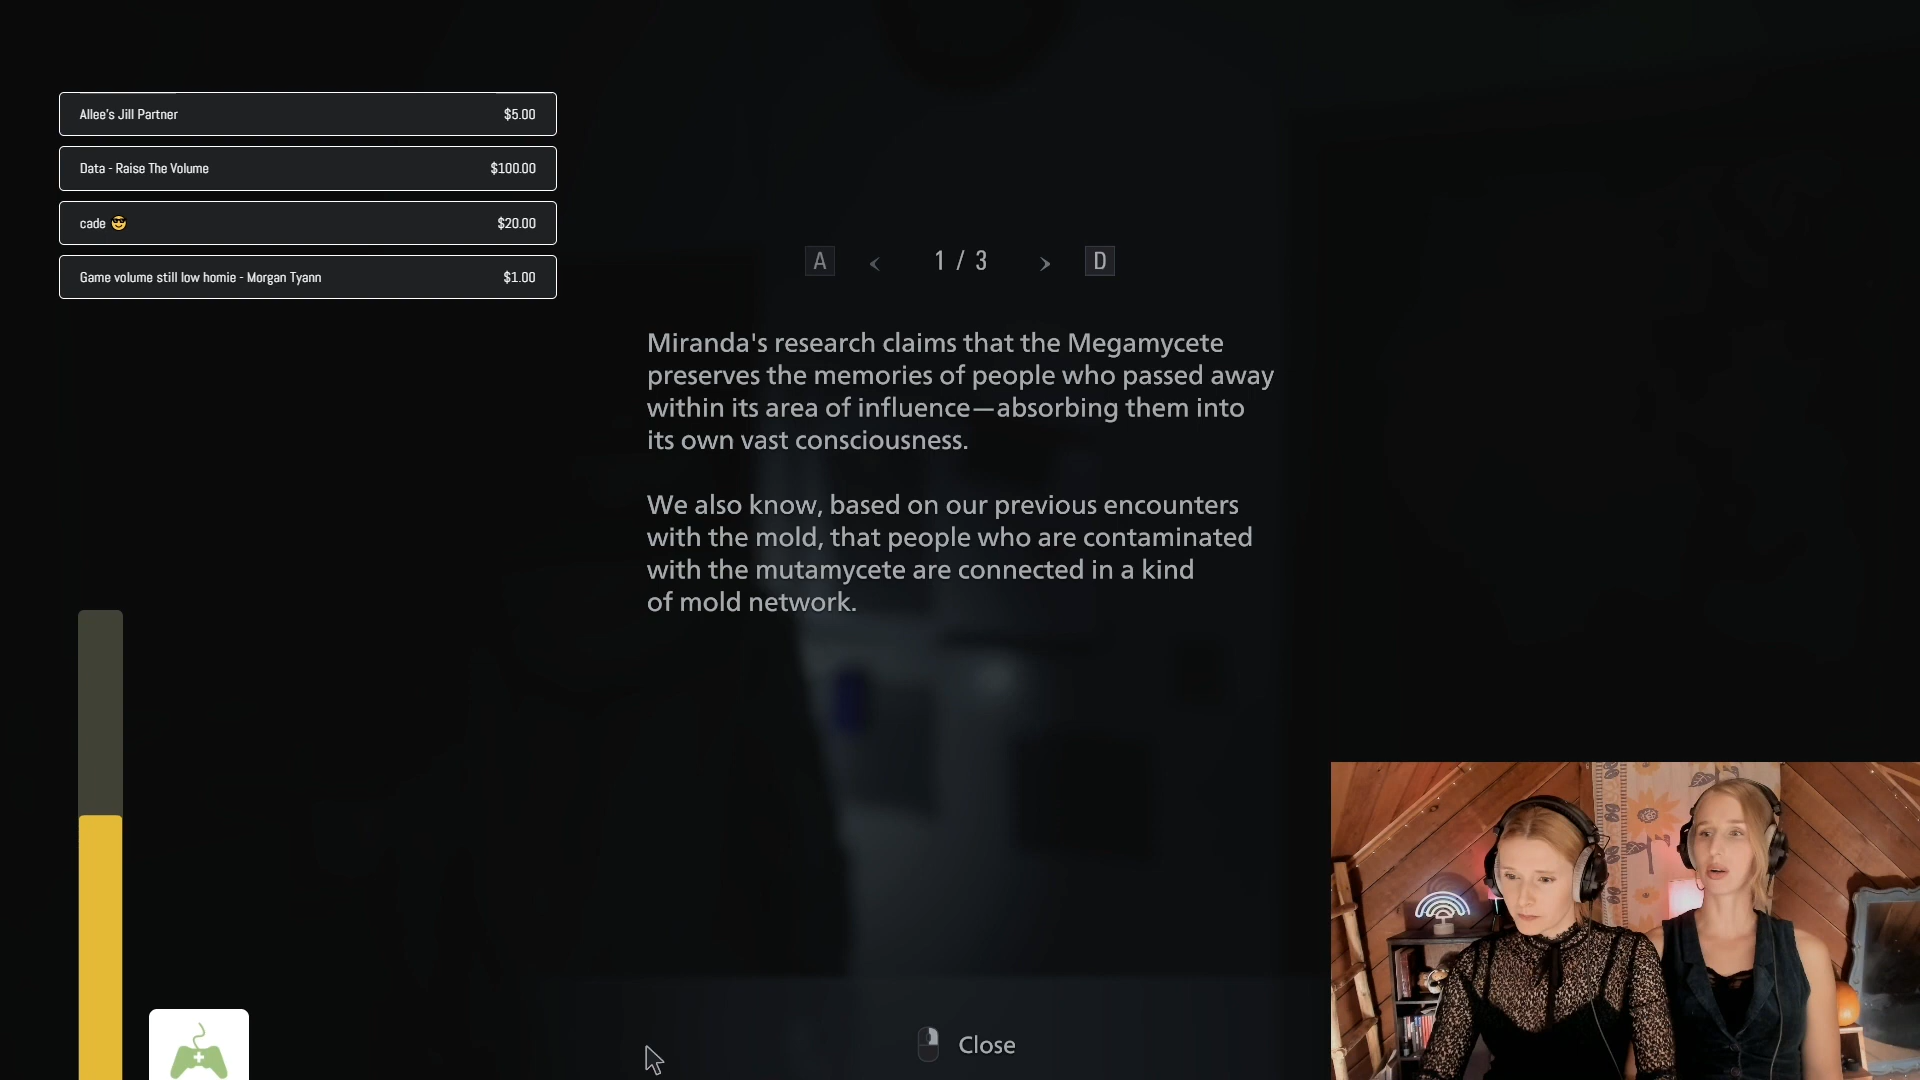 Allee's Jill Partner $5.00
Data - Raise The Volume $100.00
cade 😎 $20.00
Game volume still low homie - Morgan Tyann $1.00
A < 1 / 3 > D
Miranda's research claims that the Megamycete
preserves the memories of people who passed away
within its area of influence—absorbing them into
its own vast consciousness.
We also know, based on our previous encounters
with the mold, that people who are contaminated
with the mutamycete are connected in a kind
of mold network.
Close